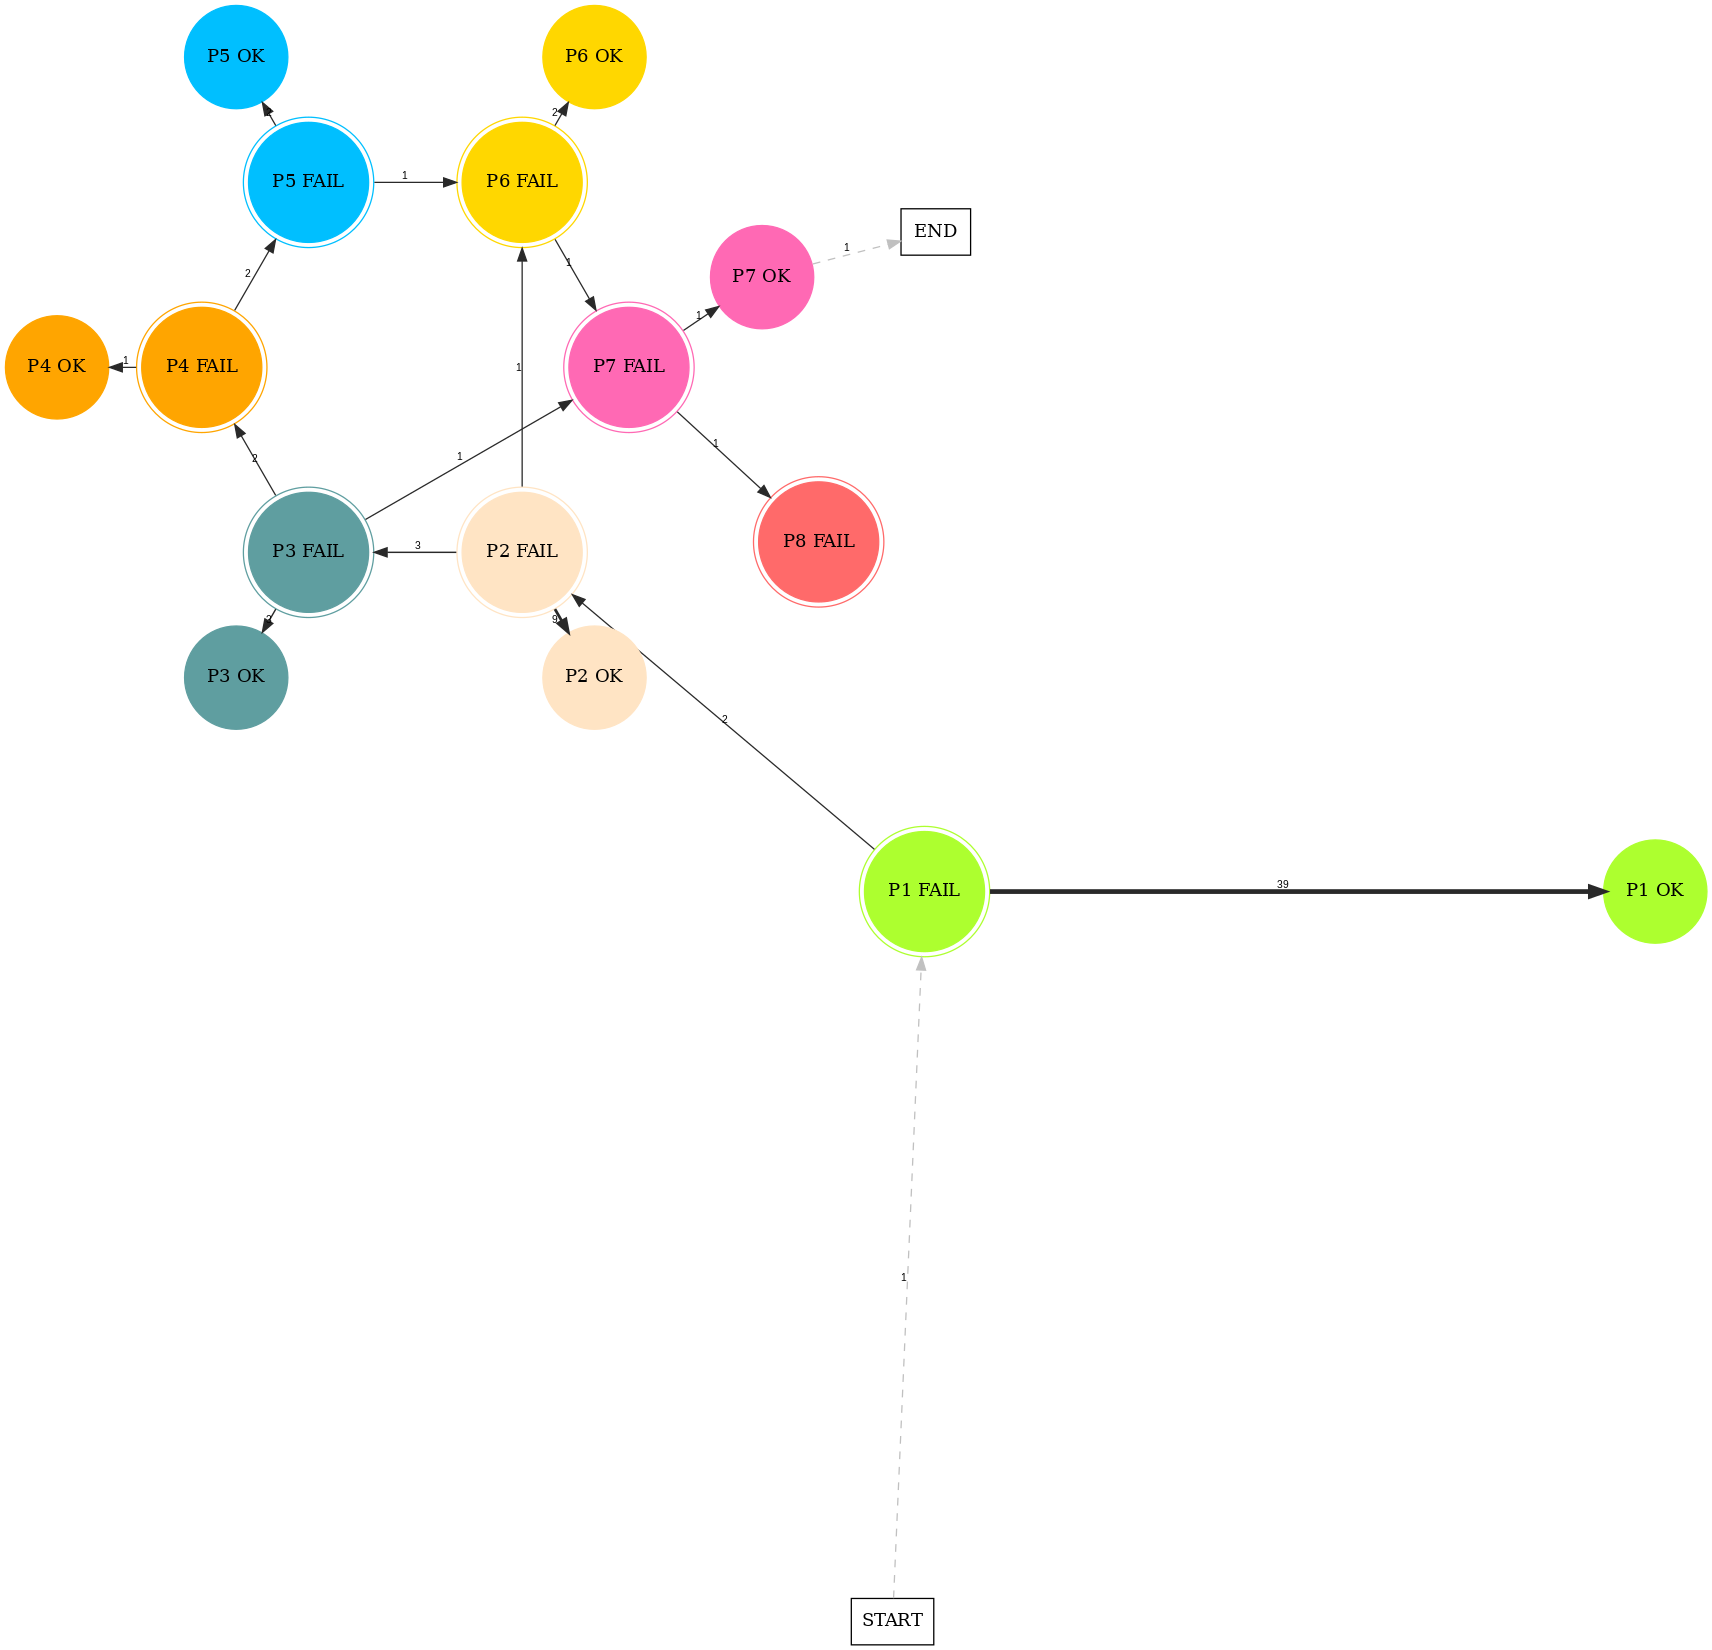 P5 OK
P6 OK
2
P5 FAIL
1
P6 FAIL
END
1
2
1
P7 OK
1
P4 OK
1
P4 FAIL
1
P7 FAIL
2
1
1
P8 FAIL
P3 FAIL
3
P2 FAIL
9
P3 OK
P2 OK
2
P1 FAIL
39
P1 OK
1
START